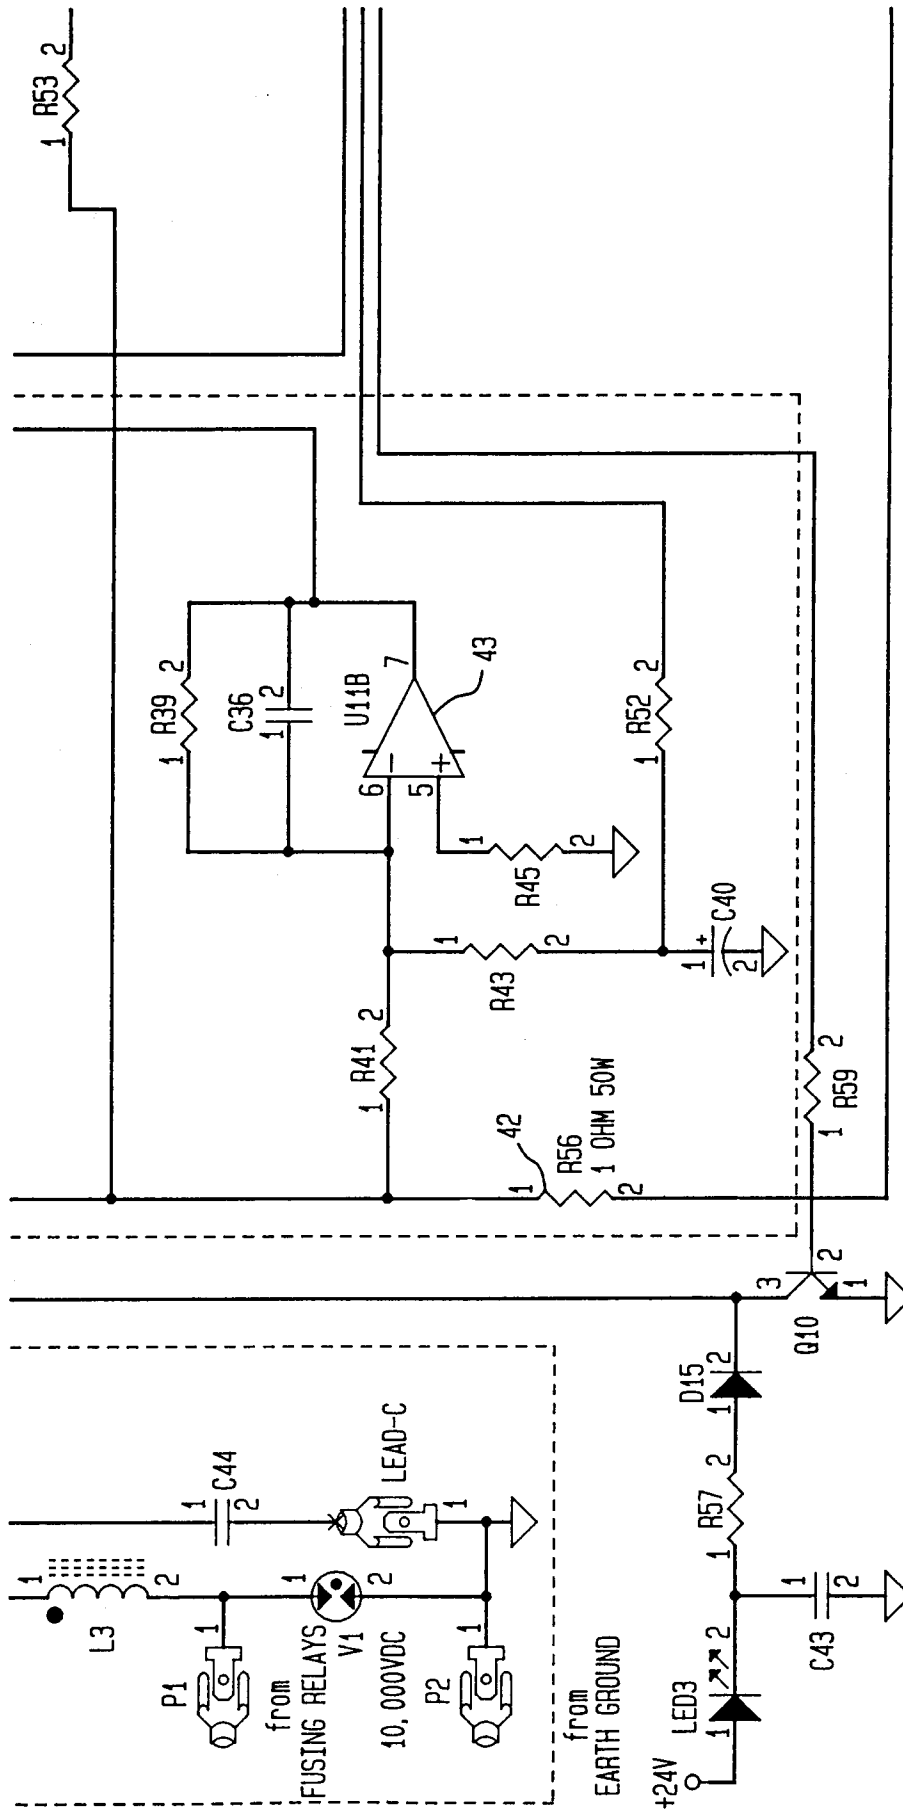 1 R53 2
1 R39 2
1 C36 2
U11B
6
7
5
43
1
R45
2
1 R52 2
1
R43
2
1 +
C40
2
1 R41 2
42
1
R56
1 OHM 50W
2
1 R59 2
3
2
1
Q10
1 D15 2
1 R57 2
1
C43
2
1 LED3 2
+24V
1
L3
2
1
C44
2
LEAD-C
1
P1
1
from
FUSING RELAYS
1
V1
2
10,000VDC
P2
1
from
EARTH GROUND